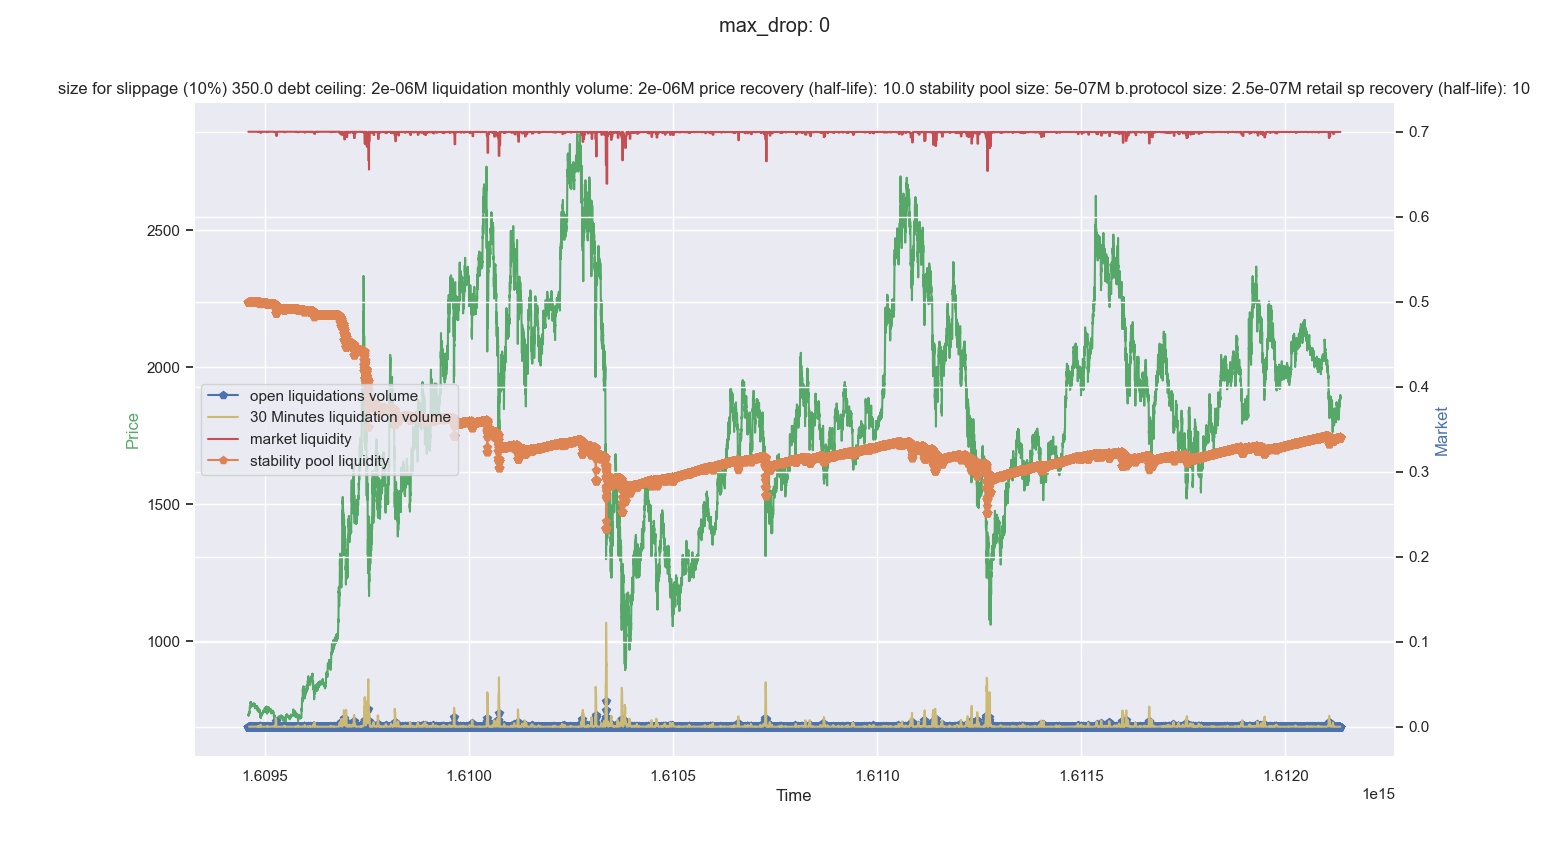 max_drop: 0
size for slippage (10%) 350.0 debt ceiling: 2e-06M liquidation monthly volume: 2e-06M price recovery (half-life): 10.0 stability pool size: 5e-07M b.protocol size: 2.5e-07M retail sp recovery (half-life): 10
0.7
0.6
2500
0.5
2000
0.4
open liquidations volume
30 Minutes liquidation volume
market liquidity
stability pool liquidity
Price
Market
0.3
1500
0.2
1000
0.1
0.0
1.6095
1.6100
1.6105
1.6110
1.6115
1.6120
Time
1e15